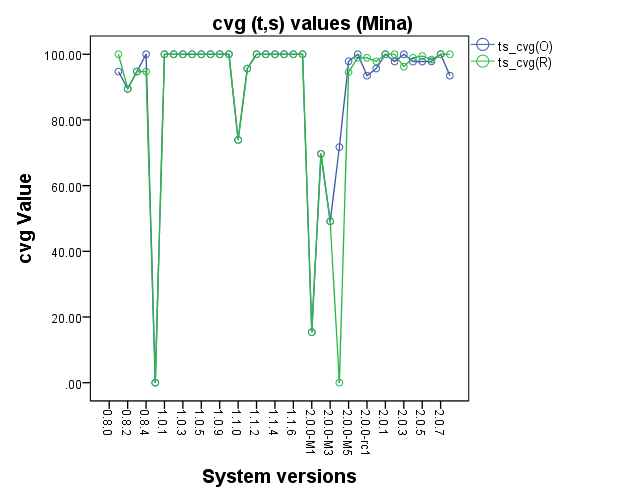 cvg (t,s) values (Mina)
ts_cvg(O)
ts_cvg(R)
100.00
80.00
60.00
40.00
20.00
.00
cvg Value
0.8.0
0.8.2
0.8.4
1.0.1
1.0.3
1.0.5
1.0.9
1.1.0
1.1.2
1.1.4
1.1.6
2.0.0-M1
2.0.0-M3
2.0.0-M5
2.0.0-rc1
2.0.1
2.0.3
2.0.5
2.0.7
System versions